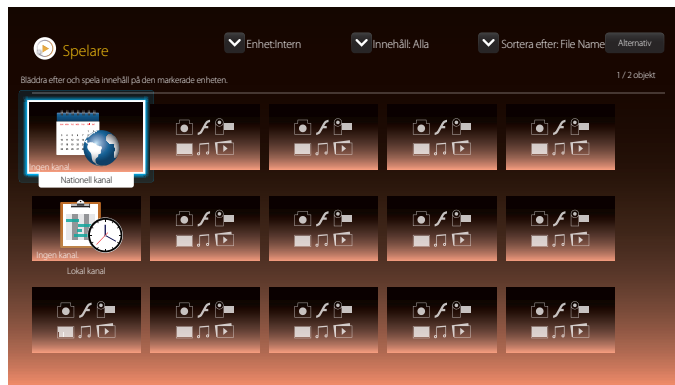 Spelare
Enhet:Intern
Innehåll: Alla
Sortera efter: File Name
Alternativ
Bläddra efter och spela innehåll på den markerade enheten.
1 / 2 objekt
Ingen kanal.
Nationell kanal
Ingen kanal.
Lokal kanal